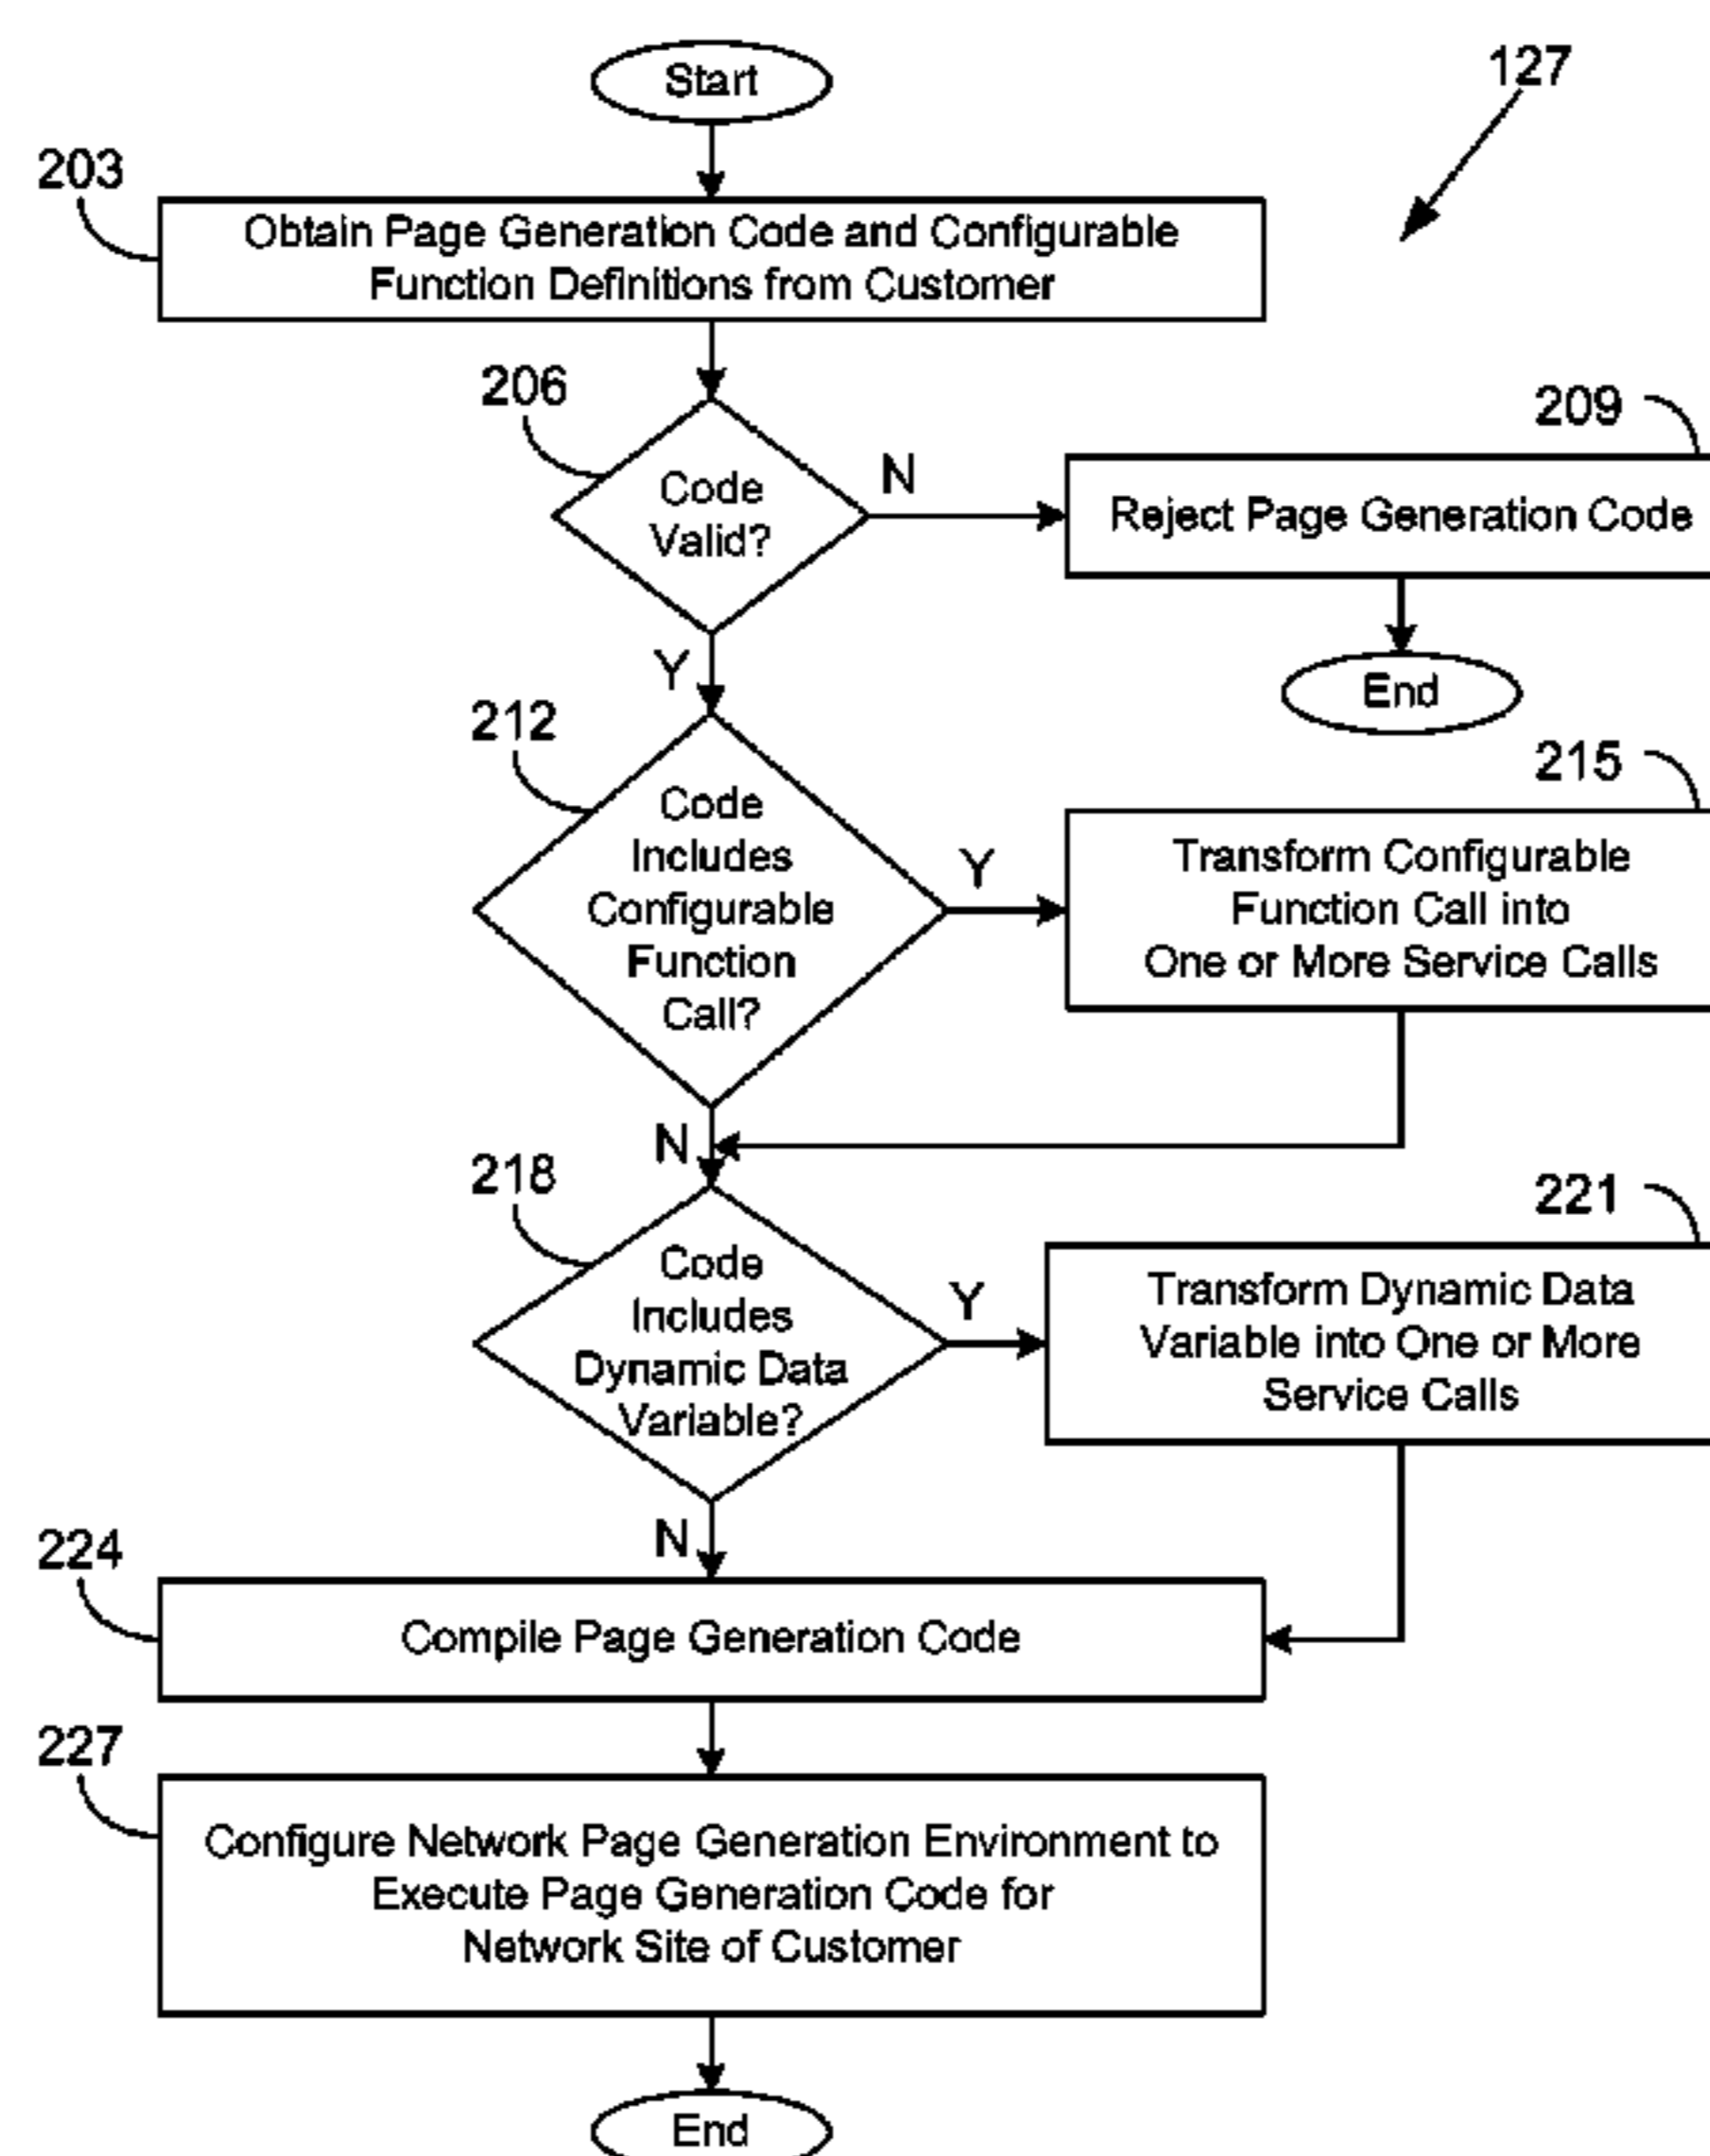 Start
127
203
Obtain Page Generation Code and Configurable
Function Definitions from Customer
206
Code
Valid?
N
209
Reject Page Generation Code
End
Y
212
Code
Includes
Configurable
Function
Call?
Y
215
Transform Configurable
Function Call into
One or More Service Calls
N
218
Code
Includes
Dynamic Data
Variable?
Y
221
Transform Dynamic Data
Variable into One or More
Service Calls
N
224
Compile Page Generation Code
227
Configure Network Page Generation Environment to
Execute Page Generation Code for
Network Site of Customer
End